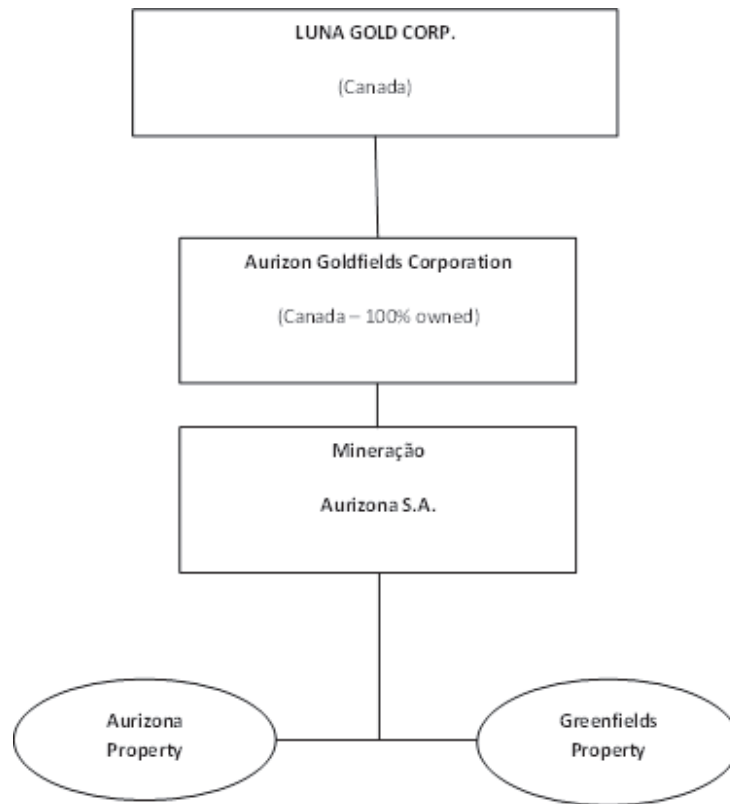 LUNA GOLD CORP.
(Canada)
Aurizon Goldfields Corporation
(Canada – 100% owned)
Mineração
Aurizona S.A.
Aurizona
Property
Greenfields
Property